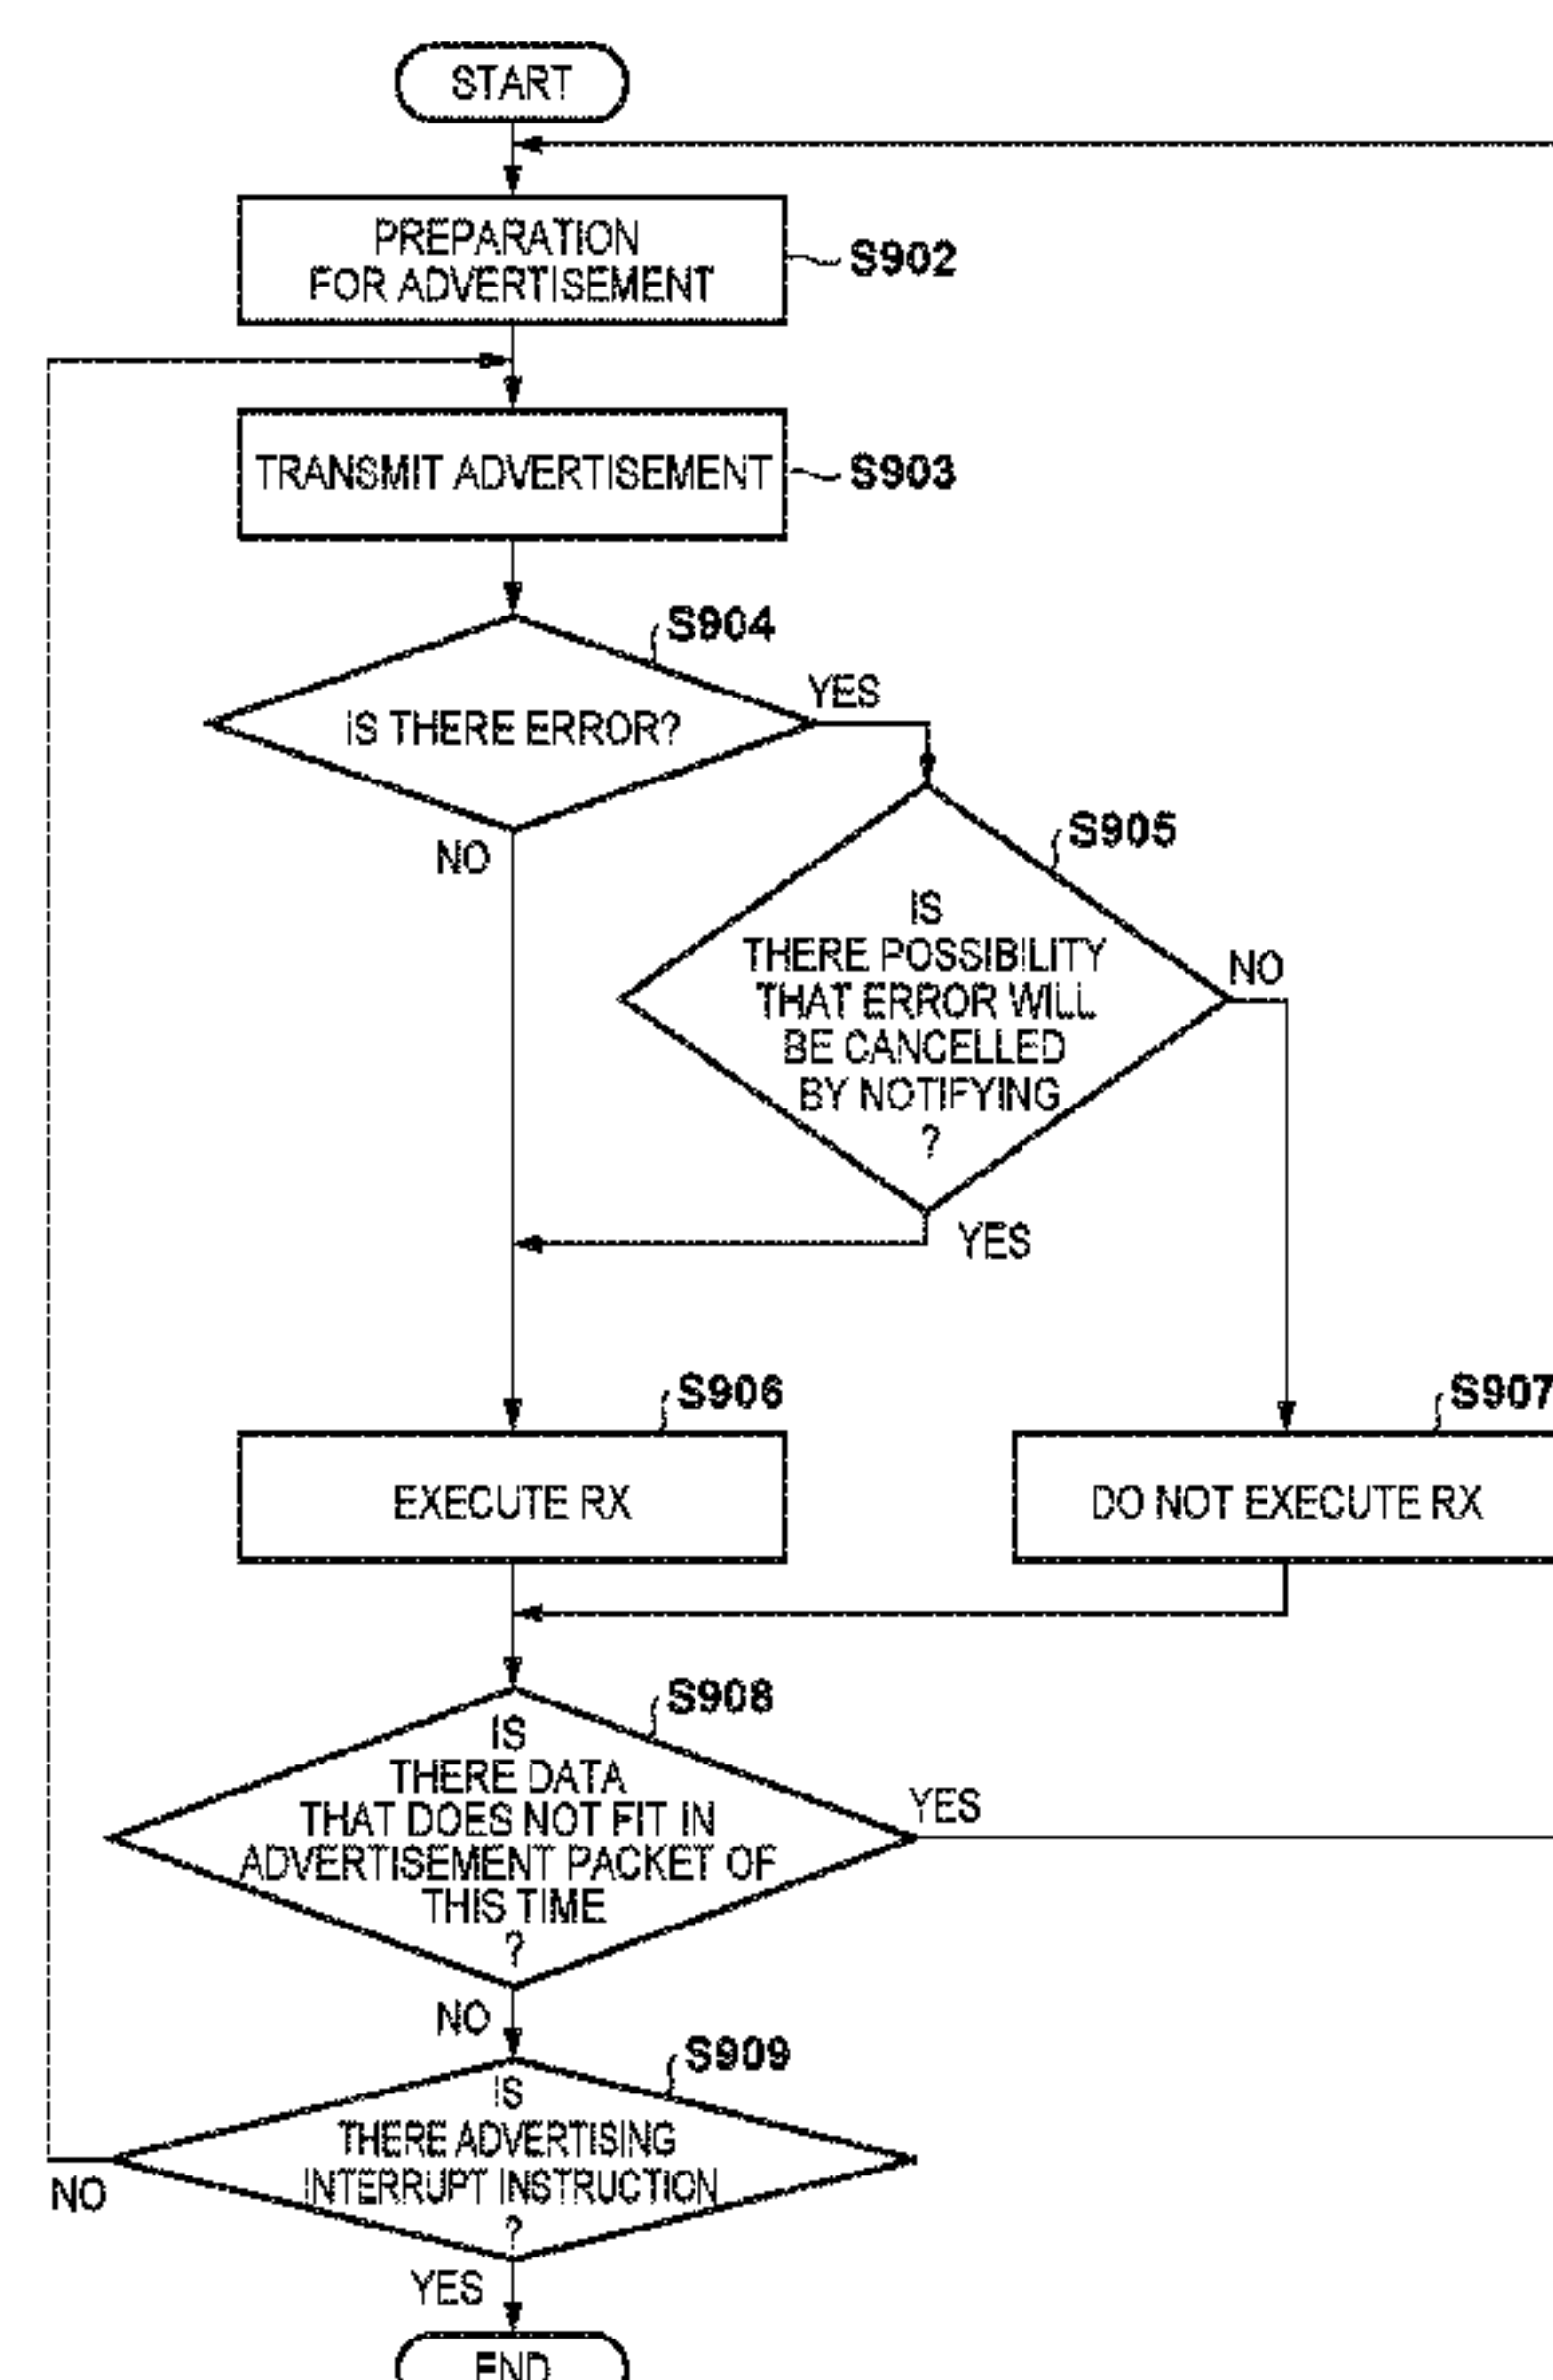 START
PREPARATION
FOR ADVERTISEMENT
S902
TRANSMIT ADVERTISEMENT
S903
S904
IS THERE ERROR?
YES
NO
S905
IS
THERE POSSIBILITY
THAT ERROR WILL
BE CANCELLED
BY NOTIFYING
?
NO
YES
S906
EXECUTE RX
S907
DO NOT EXECUTE RX
S908
IS
THERE DATA
THAT DOES NOT FIT IN
ADVERTISEMENT PACKET OF
THIS TIME
?
YES
NO
S909
IS
THERE ADVERTISING
INTERRUPT INSTRUCTION
?
NO
YES
END